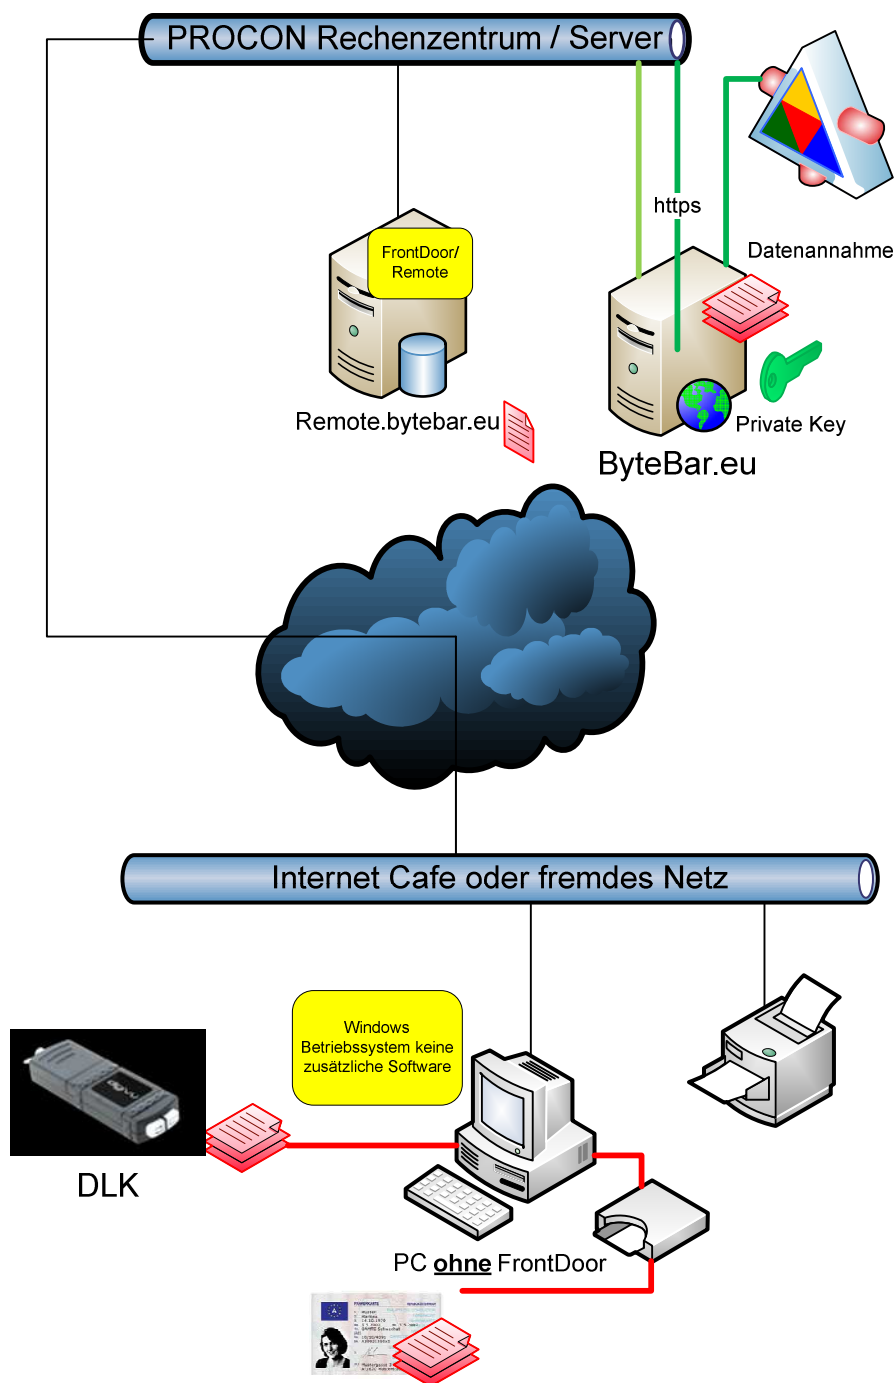 PROCON Rechenzentrum / Server
https
Datenannahme
FrontDoor/
Remote
Remote.bytebar.eu
Private Key
ByteBar.eu
Internet Cafe oder fremdes Netz
Windows
Betriebssystem keine
zusätzliche Software
DLK
PC ohne FrontDoor